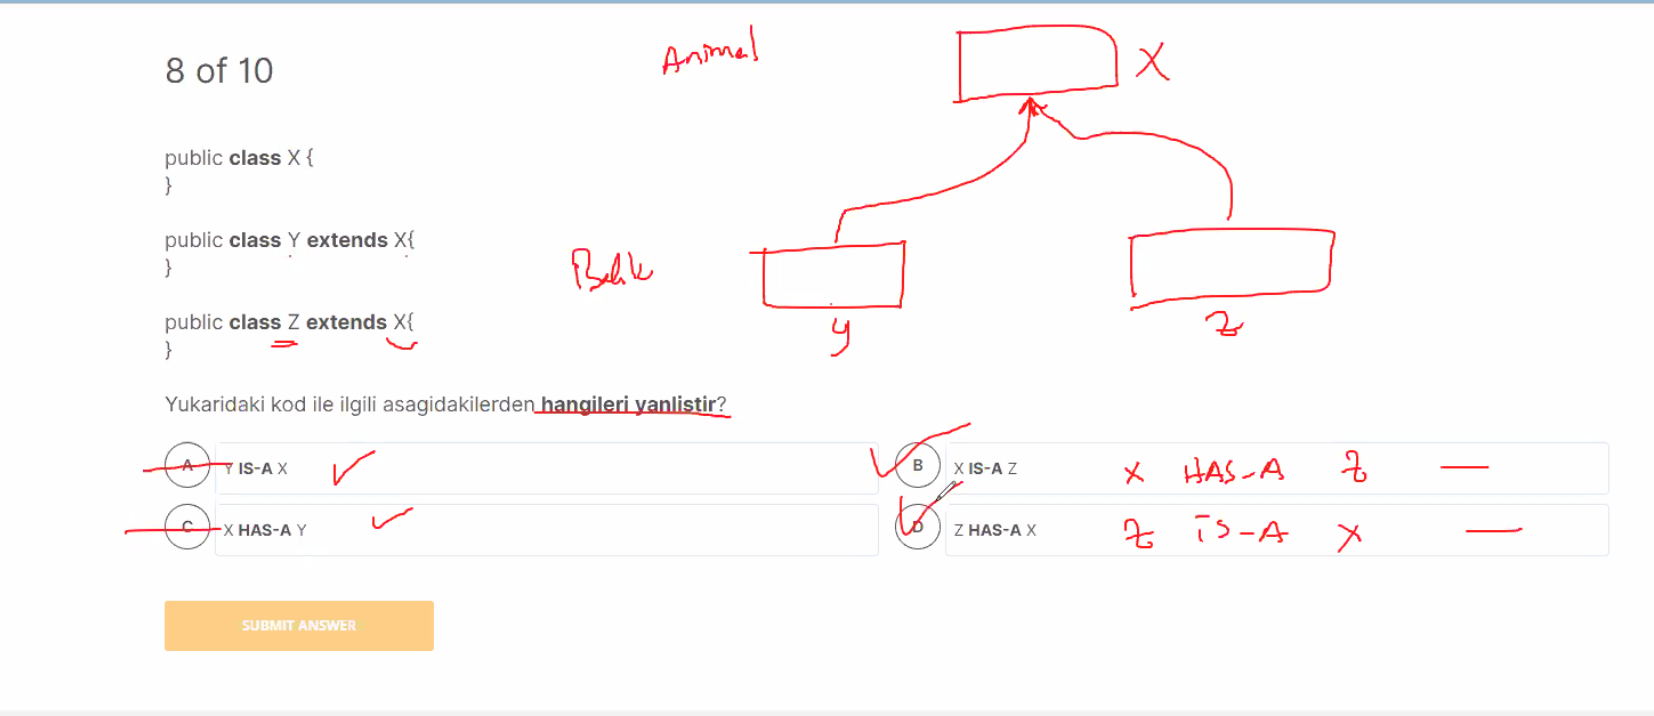 Animal
X
8 of 10
public class X {
}
public class Y extends X{
}
Balık
y
z
public class Z extends X{
}
Yukaridaki kod ile ilgili asagidakilerden hangileri yanlistir?
A Y IS-A X
B X IS-A Z X HAS-A Z —
C X HAS-A Y
D Z HAS-A X Z IS-A X —
SUBMIT ANSWER